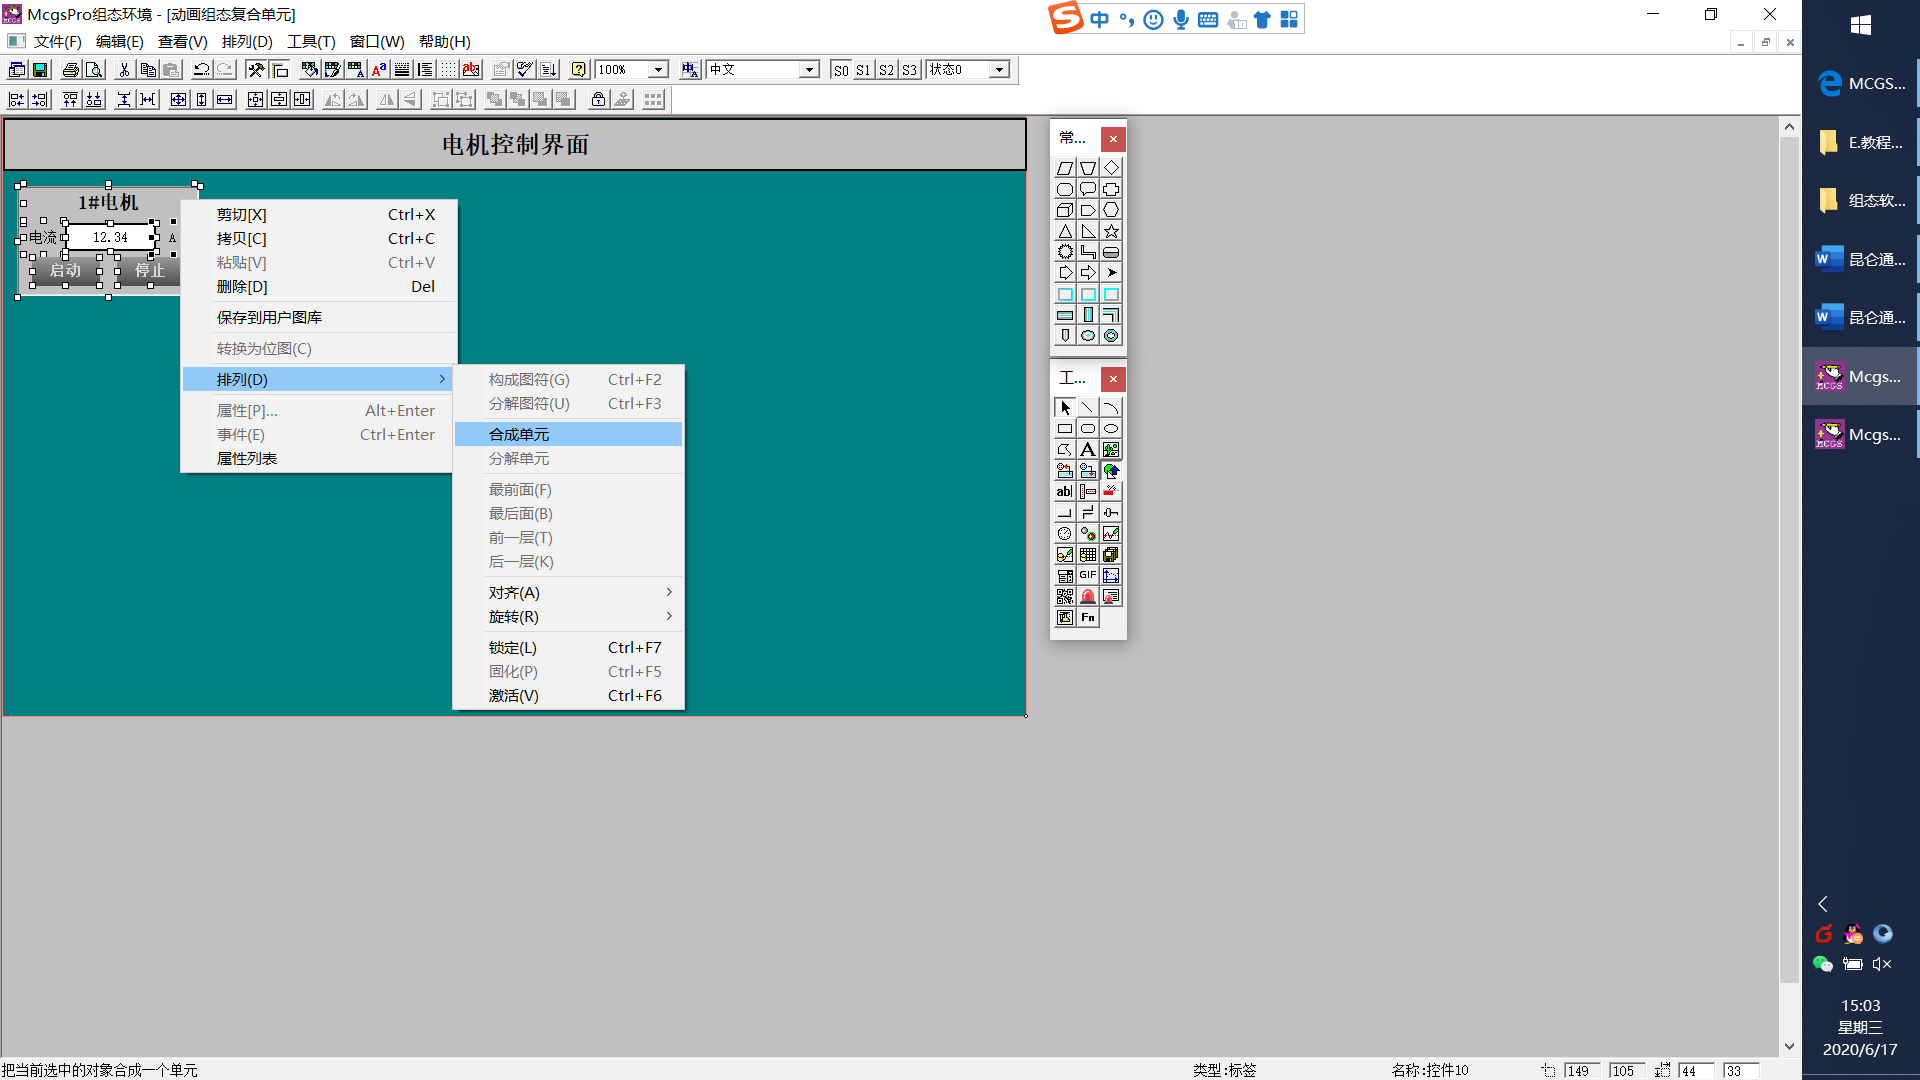 McgsPro组态环境 - [动画组态复合单元]
文件(F) 编辑(E) 查看(V) 排列(D) 工具(T) 窗口(W) 帮助(H)
100% 中文 S0 S1 S2 S3 状态0
电机控制界面
1#电机
电流 12.34 A
启动 停止
剪切[X] Ctrl+X
拷贝[C] Ctrl+C
粘贴[V] Ctrl+V
删除[D] Del
保存到用户图库
转换为位图(C)
排列(D)
属性[P]... Alt+Enter
事件(E) Ctrl+Enter
属性列表
构成图符(G) Ctrl+F2
分解图符(U) Ctrl+F3
合成单元
分解单元
最前面(F)
最后面(B)
前一层(T)
后一层(K)
对齐(A)
旋转(R)
锁定(L) Ctrl+F7
固化(P) Ctrl+F5
激活(V) Ctrl+F6
常...
工...
A
ab|
GIF
Fn
中
MCGS...
E.教程...
组态软...
昆仑通...
昆仑通...
Mcgs...
Mcgs...
15:03
星期三
2020/6/17
把当前选中的对象合成一个单元 类型:标签 名称:控件10 149 105 44 33